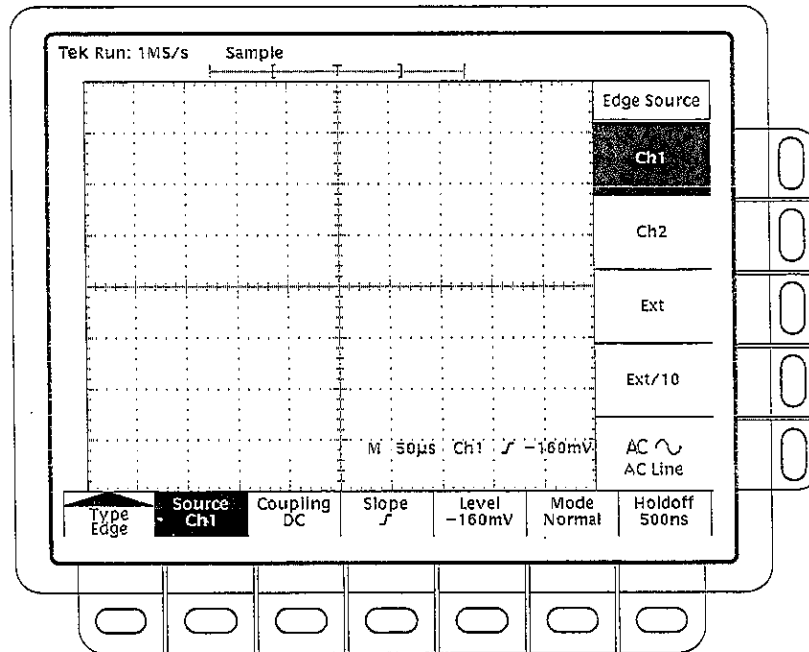 Tek Run: 1MS/s Sample
Edge Source
Ch1
Ch2
Ext
Ext/10
M 50µs Ch1 -160mV
AC
AC Line
Type Source Coupling Slope Level Mode Holdoff
Edge Ch1 DC -160mV Normal 500ns